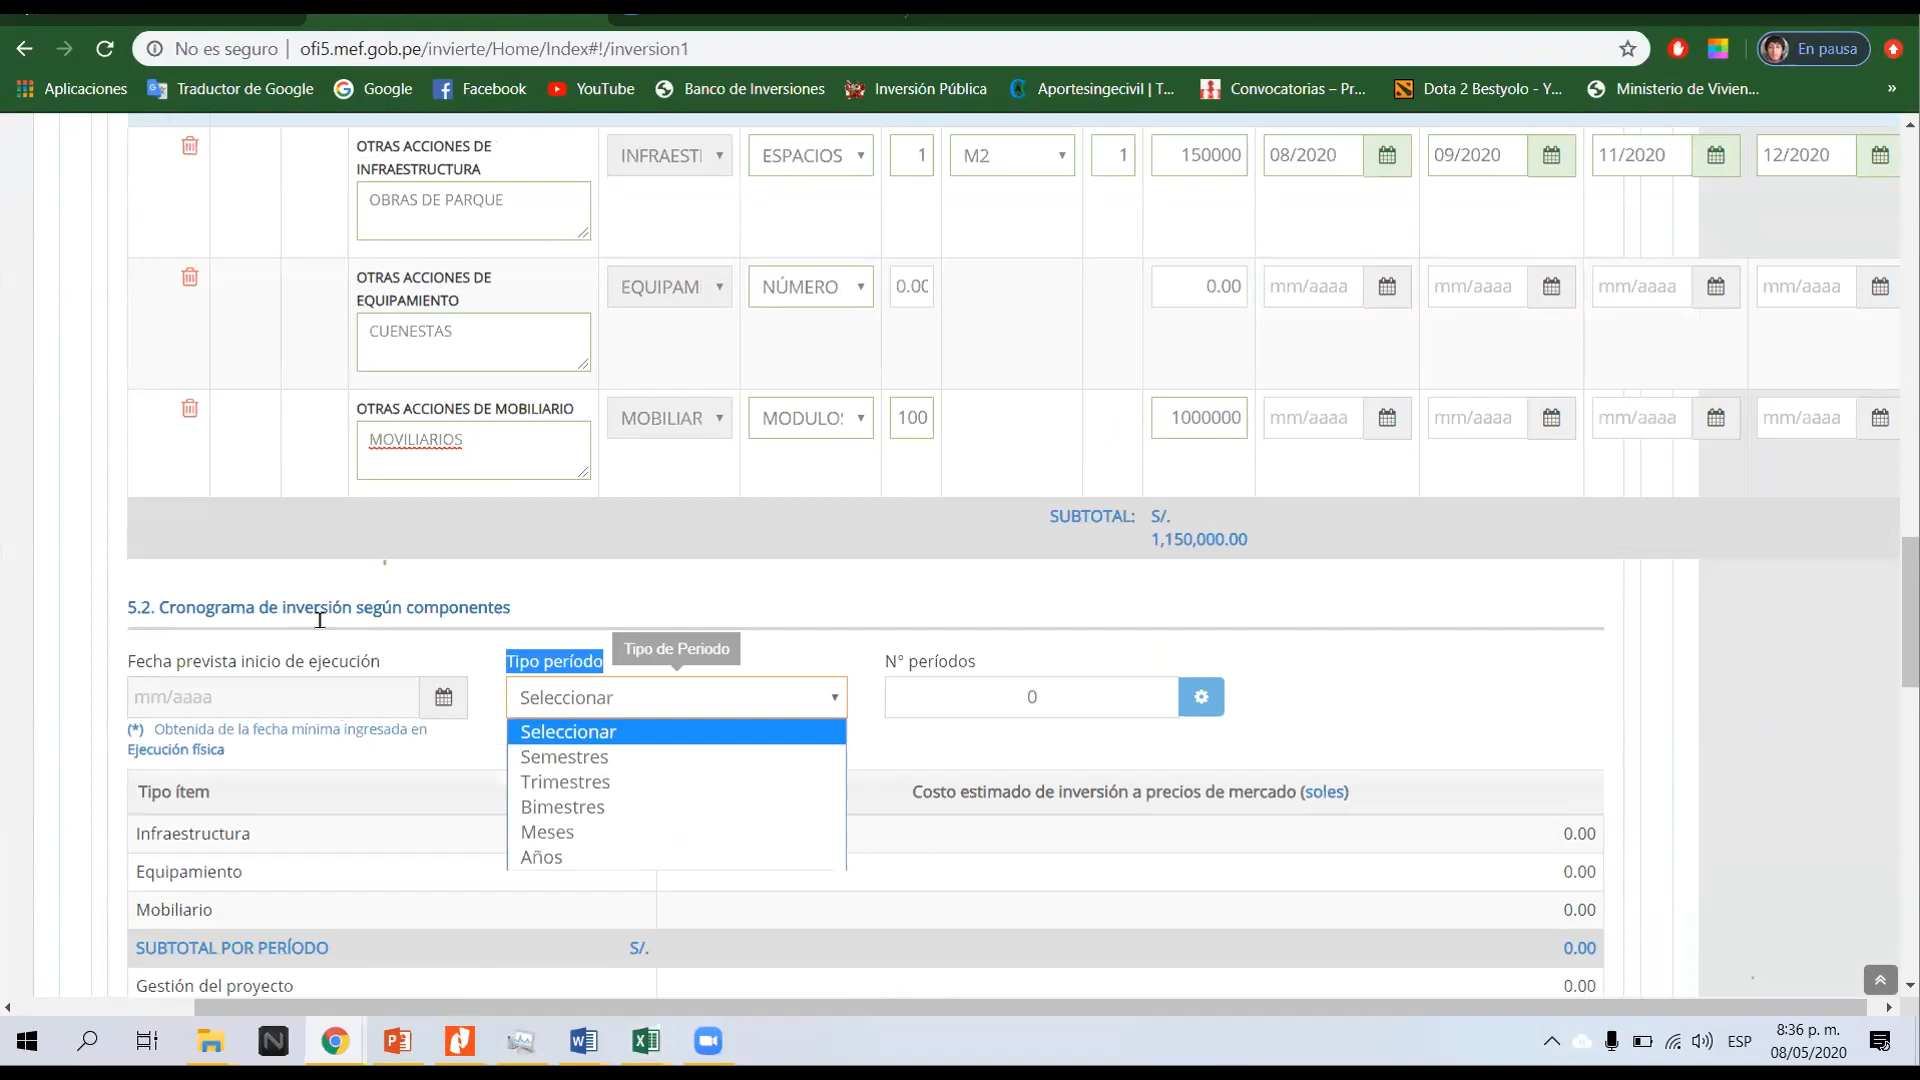 No es seguro | ofi5.mef.gob.pe/invierte/Home/Index#!/inversion1 En pausa
Aplicaciones Traductor de Google Google Facebook YouTube Banco de Inversiones Inversión Pública Aportesingecivil | T... Convocatorias – Pr... Dota 2 Bestyolo - Y... Ministerio de Vivien... »
OTRAS ACCIONES DE INFRAESTI ESPACIOS 1 M2 1 150000 08/2020 09/2020 11/2020 12/2020
INFRAESTRUCTURA
OBRAS DE PARQUE
OTRAS ACCIONES DE EQUIPAM NÚMERO 0.00 0.00 mm/aaaa mm/aaaa mm/aaaa mm/aaaa
EQUIPAMIENTO
CUENESTAS
OTRAS ACCIONES DE MOBILIARIO MOBILIAR MODULOS 100 1000000 mm/aaaa mm/aaaa mm/aaaa mm/aaaa
MOVILIARIOS
SUBTOTAL: S/.
1,150,000.00
5.2. Cronograma de inversión según componentes
Tipo de Periodo
Fecha prevista inicio de ejecución Tipo período N° períodos
mm/aaaa Seleccionar 0
(*) Obtenida de la fecha mínima ingresada en
Ejecución física
Seleccionar
Semestres
Trimestres
Bimestres
Meses
Años
Tipo ítem Costo estimado de inversión a precios de mercado (soles)
Infraestructura 0.00
Equipamiento 0.00
Mobiliario 0.00
SUBTOTAL POR PERÍODO S/. 0.00
Gestión del proyecto 0.00
ESP 8:36 p. m.
08/05/2020